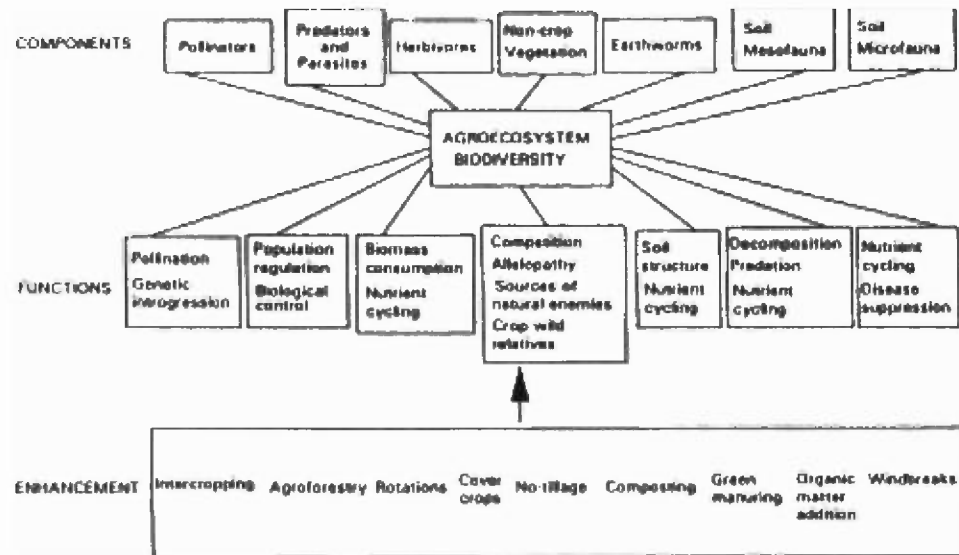 COMPONENTS
Pollinators
Predators
and
Parasites
Herbivores
Non-crop
Vegetation
Earthworms
Soil
Mesofauna
Soil
Microfauna
AGROECOSYSTEM
BIODIVERSITY
FUNCTIONS
Pollination
Genetic
introgression
Population
regulation
Biological
control
Biomass
consumption
Nutrient
cycling
Composition
Allelopathy
Sources of
natural enemies
Crop wild
relatives
Soil
structure
Nutrient
cycling
Decomposition
Predation
Nutrient
cycling
Nutrient
cycling
Disease
suppression
ENHANCEMENT
Intercropping
Agroforestry
Rotations
Cover
crops
No-tillage
Composting
Green
manuring
Organic
matter
addition
Windbreaks